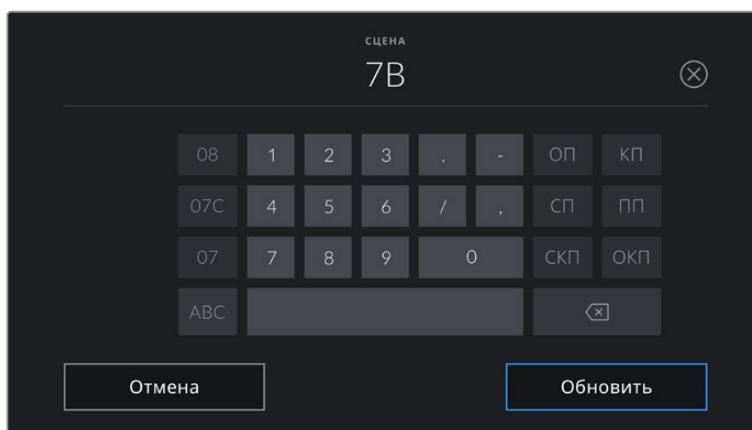 СЦЕНА
7B
08 1 2 3 . - ОП КП
07C 4 5 6 / , СП ПП
07 7 8 9 0 СКП ОКП
ABC
Отмена Обновить